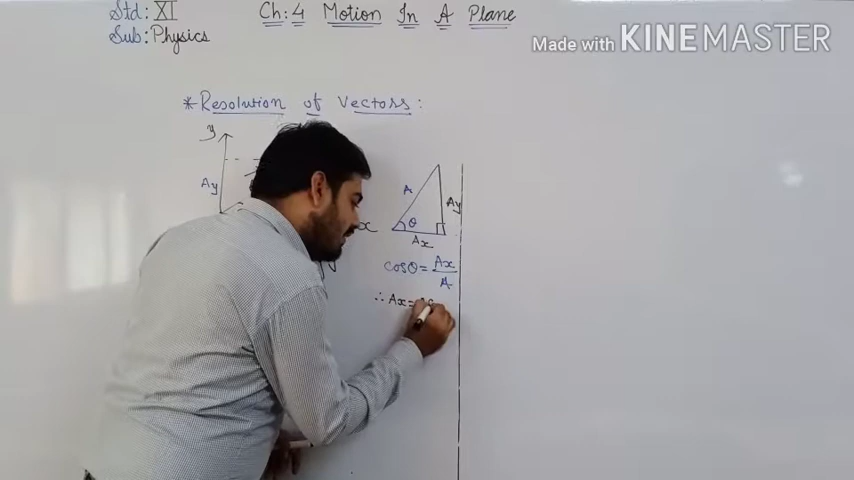 Std: XI
Ch: 4 Motion In A Plane
Sub: Physics
Made with KINEMASTER
*Resolution of Vectors:
y
Ay
x
A
Ay
θ
Ax
cosθ = Ax/A
∴ Ax =